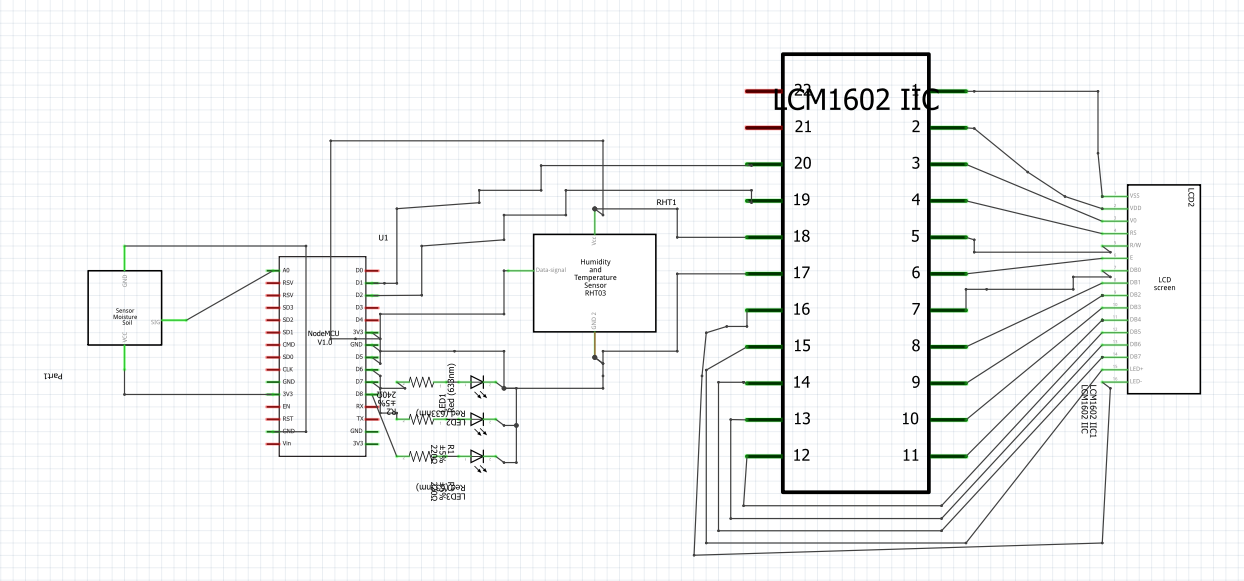 LCM1602 IIC
22
21
20
19
18
17
16
15
14
13
12
1
2
3
4
5
6
7
8
9
10
11
LCD2
LCD
screen
VSS
VDD
V0
RS
R/W
E
DB0
DB1
DB2
DB3
DB4
DB5
DB6
DB7
LED+
LED-
LCM1602 IIC1
LCM1602 IIC
RHT1
Vcc
Humidity
and
Temperature
Sensor
RHT03
Data-signal
GND 2
U1
NodeMCU
V1.0
A0
RSV
RSV
SD3
SD2
SD1
CMD
SD0
CLK
GND
3V3
EN
RST
GND
Vin
D0
D1
D2
D3
D4
3V3
GND
D5
D6
D7
D8
RX
TX
GND
3V3
GND
Sensor
Moisture
Soil
SIG
VCC
Part1
R2
±5%
240Ω
LED1
Red (633nm)
LED2
Red (633nm)
R1
±5%
220Ω
LED3